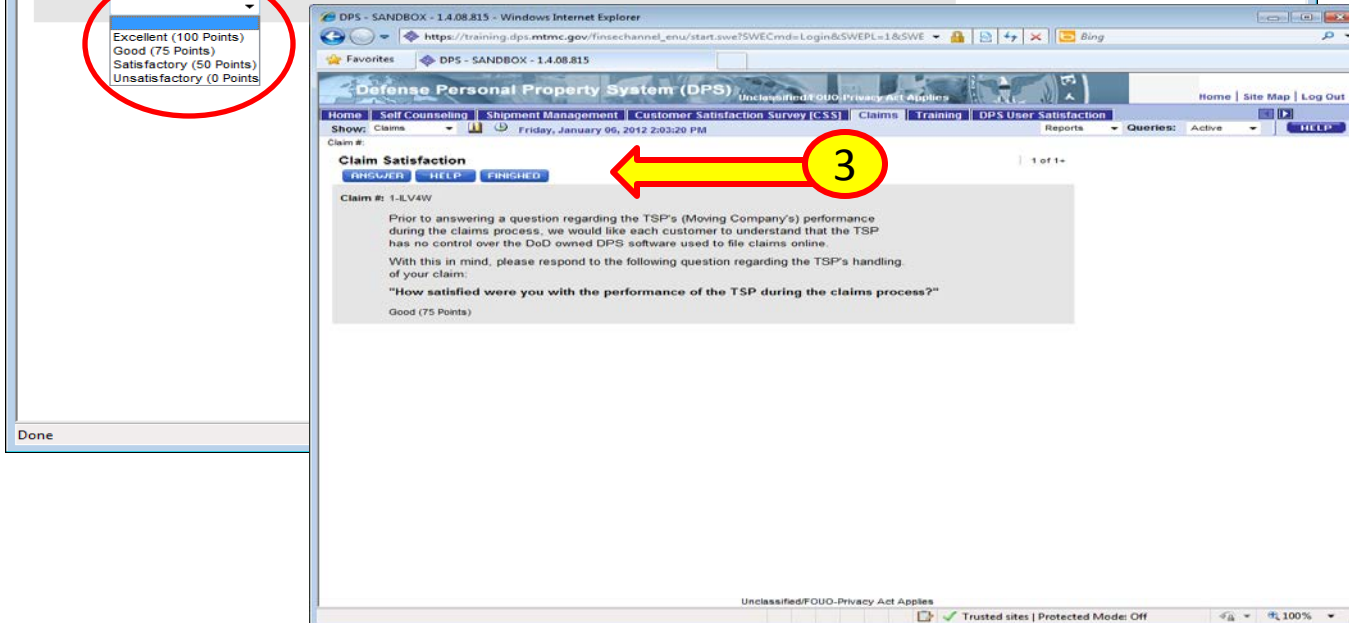 Excellent (100 Points)
Good (75 Points)
Satisfactory (50 Points)
Unsatisfactory (0 Points
Done
DPS - SANDBOX - 1.4.08.815 - Windows Internet Explorer
https://training.dps.mtmc.gov/finsechannel_enu/start.swe?SWECmd=Login&SWEPL=1&SWE
Bing
Favorites DPS - SANDBOX - 1.4.08.815
Defense Personal Property System (DPS) Unclassified/FOUO-Privacy Act Applies
Home | Site Map | Log Out
Home Self Counseling Shipment Management Customer Satisfaction Survey [CSS] Claims Training DPS User Satisfaction
Show: Claims Friday, January 06, 2012 2:03:20 PM Reports Queries: Active HELP
Claim #:
Claim Satisfaction 1 of 1+
ANSWER HELP FINISHED
3
Claim #: 1-ILV4W
Prior to answering a question regarding the TSP's (Moving Company's) performance
during the claims process, we would like each customer to understand that the TSP
has no control over the DoD owned DPS software used to file claims online.
With this in mind, please respond to the following question regarding the TSP's handling.
of your claim:
"How satisfied were you with the performance of the TSP during the claims process?"
Good (75 Points)
Unclassified/FOUO-Privacy Act Applies
Trusted sites | Protected Mode: Off 100%